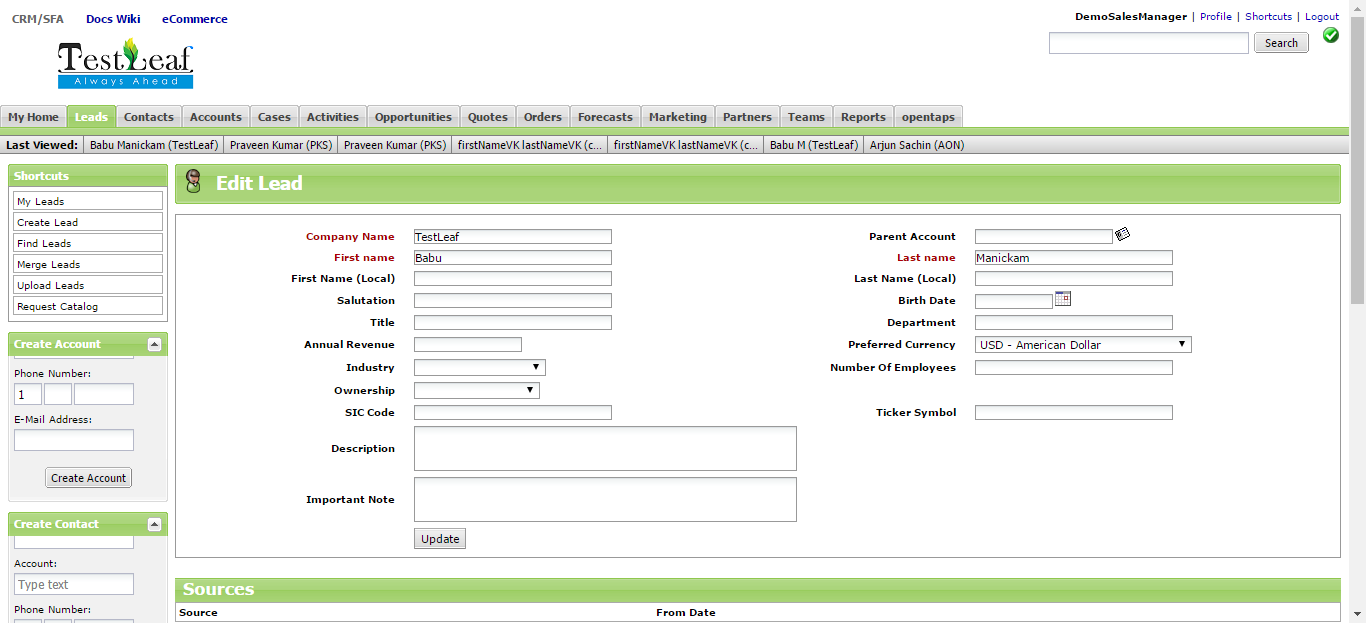 CRM/SFA Docs Wiki eCommerce
DemoSalesManager | Profile | Shortcuts | Logout
Search
TestLeaf
Always Ahead
My Home Leads Contacts Accounts Cases Activities Opportunities Quotes Orders Forecasts Marketing Partners Teams Reports opentaps
Last Viewed: Babu Manickam (TestLeaf) Praveen Kumar (PKS) Praveen Kumar (PKS) firstNameVK lastNameVK (c... firstNameVK lastNameVK (c... Babu M (TestLeaf) Arjun Sachin (AON)
Shortcuts
My Leads
Create Lead
Find Leads
Merge Leads
Upload Leads
Request Catalog
Create Account
Phone Number:
1
E-Mail Address:
Create Account
Create Contact
Account:
Type text
Phone Number:
Edit Lead
Company Name TestLeaf Parent Account
First name Babu Last name Manickam
First Name (Local) Last Name (Local)
Salutation Birth Date
Title Department
Annual Revenue Preferred Currency USD - American Dollar
Industry Number Of Employees
Ownership
SIC Code Ticker Symbol
Description
Important Note
Update
Sources
Source From Date